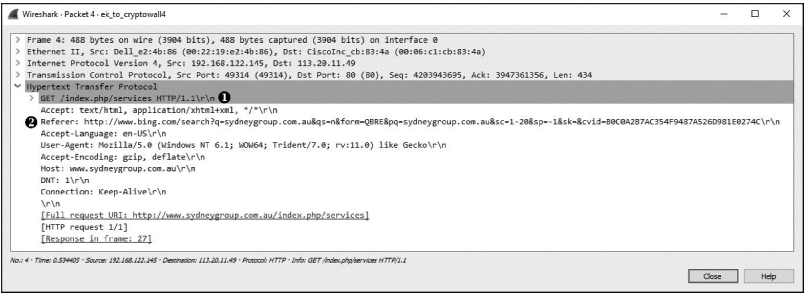 Wireshark · Packet 4 · ek_to_cryptowall4
> Frame 4: 488 bytes on wire (3904 bits), 488 bytes captured (3904 bits) on interface 0
> Ethernet II, Src: Dell_e2:4b:86 (00:22:19:e2:4b:86), Dst: CiscoInc_cb:83:4a (00:06:c1:cb:83:4a)
> Internet Protocol Version 4, Src: 192.168.122.145, Dst: 113.20.11.49
> Transmission Control Protocol, Src Port: 49314 (49314), Dst Port: 80 (80), Seq: 4203943695, Ack: 3947361356, Len: 434
Hypertext Transfer Protocol
> GET /index.php/services HTTP/1.1\r\n ❶
Accept: text/html, application/xhtml+xml, */*\r\n
❷ Referer: http://www.bing.com/search?q=sydneygroup.com.au&qs=n&form=QBRE&pq=sydneygroup.com.au&sc=1-20&sp=-1&sk=&cvid=B0C0A2B7AC354F9487A526D981E0274C\r\n
Accept-Language: en-US\r\n
User-Agent: Mozilla/5.0 (Windows NT 6.1; WOW64; Trident/7.0; rv:11.0) like Gecko\r\n
Accept-Encoding: gzip, deflate\r\n
Host: www.sydneygroup.com.au\r\n
DNT: 1\r\n
Connection: Keep-Alive\r\n
\r\n
[Full request URI: http://www.sydneygroup.com.au/index.php/services]
[HTTP request 1/1]
[Response in frame: 27]
No.: 4 · Time: 0.534405 · Source: 192.168.122.145 · Destination: 113.20.11.49 · Protocol: HTTP · Info: GET /index.php/services HTTP/1.1
Close Help